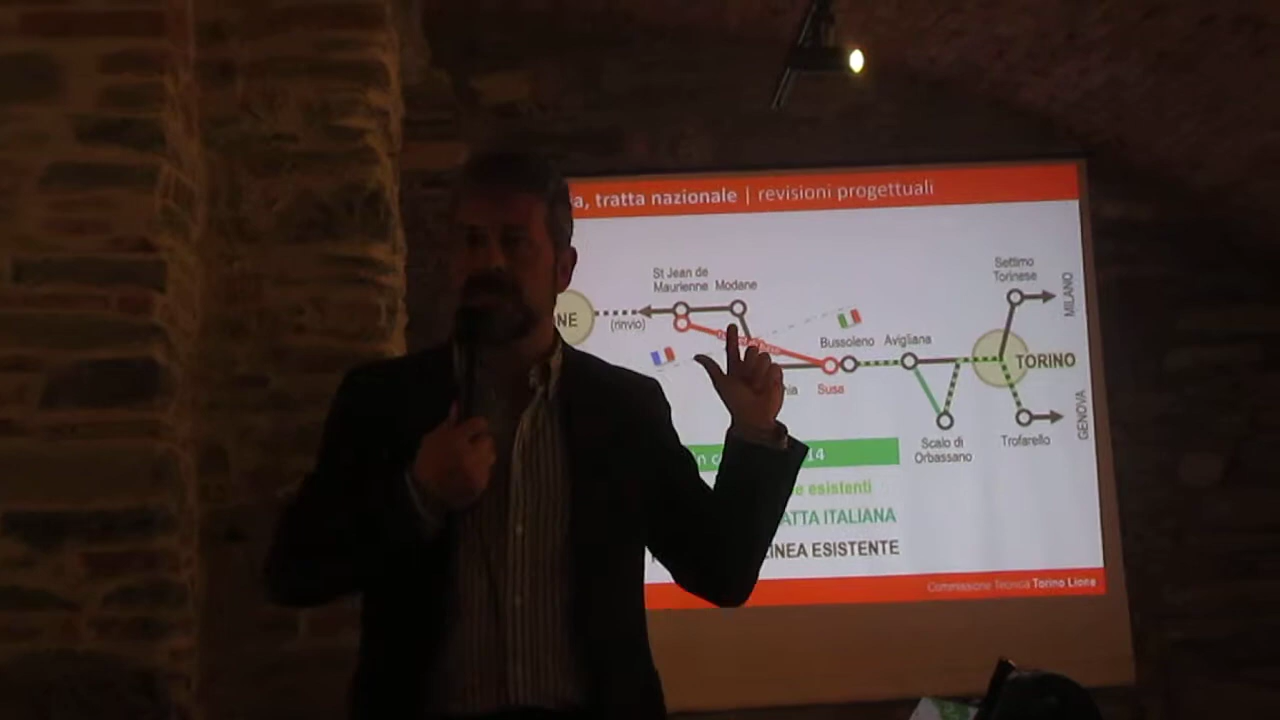 a, tratta nazionale | revisioni progettuali
St Jean de
Maurienne
Modane
Settimo
Torinese
MILANO
NE
(rinvio)
Bussoleno
Avigliana
TORINO
Susa
GENOVA
Scalo di
Orbassano
Trofarello
14
e esistenti
ATTA ITALIANA
INEA ESISTENTE
Commissione Tecnica Torino Lione